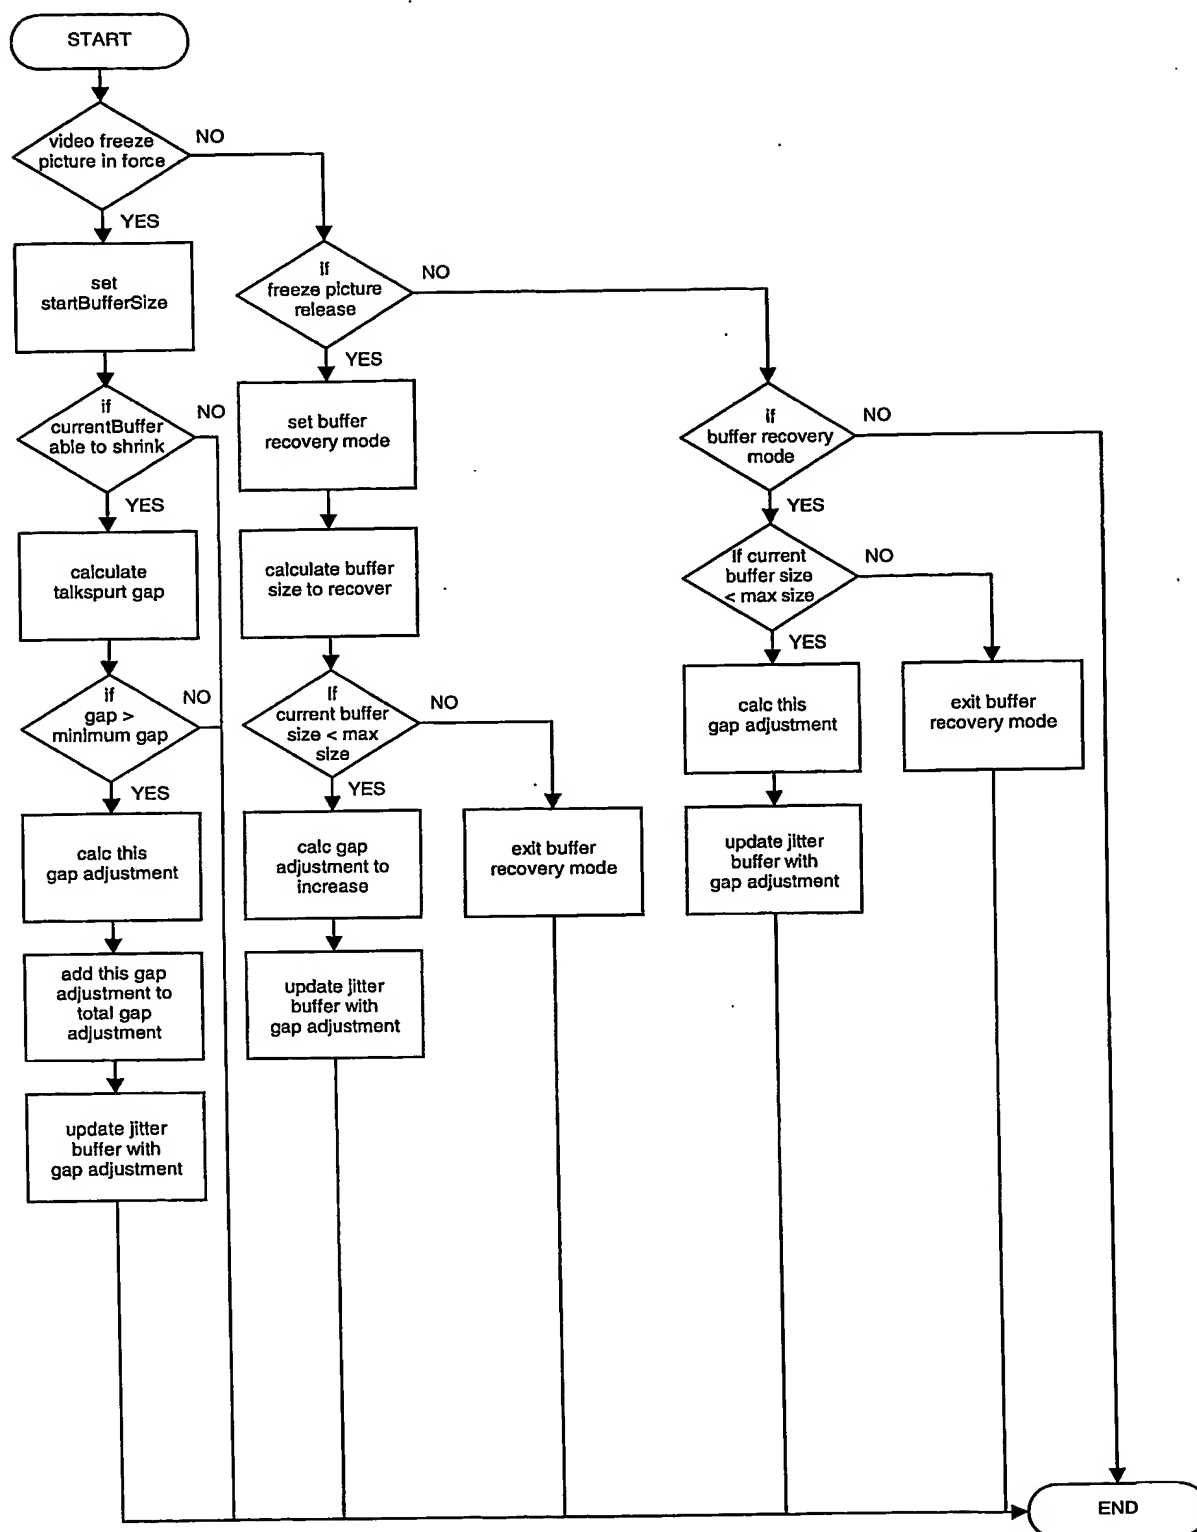 START
video freeze
picture in force
NO
YES
set
startBufferSize
if
currentBuffer
able to shrink
NO
YES
calculate
talkspurt gap
if
gap >
minimum gap
NO
YES
calc this
gap adjustment
add this gap
adjustment to
total gap
adjustment
update jitter
buffer with
gap adjustment
if
freeze picture
release
NO
YES
set buffer
recovery mode
calculate buffer
size to recover
If
current buffer
size < max
size
NO
YES
calc gap
adjustment to
increase
update jitter
buffer with
gap adjustment
exit buffer
recovery mode
if
buffer recovery
mode
NO
YES
If current
buffer size
< max size
NO
YES
calc this
gap adjustment
update jitter
buffer with
gap adjustment
exit buffer
recovery mode
END